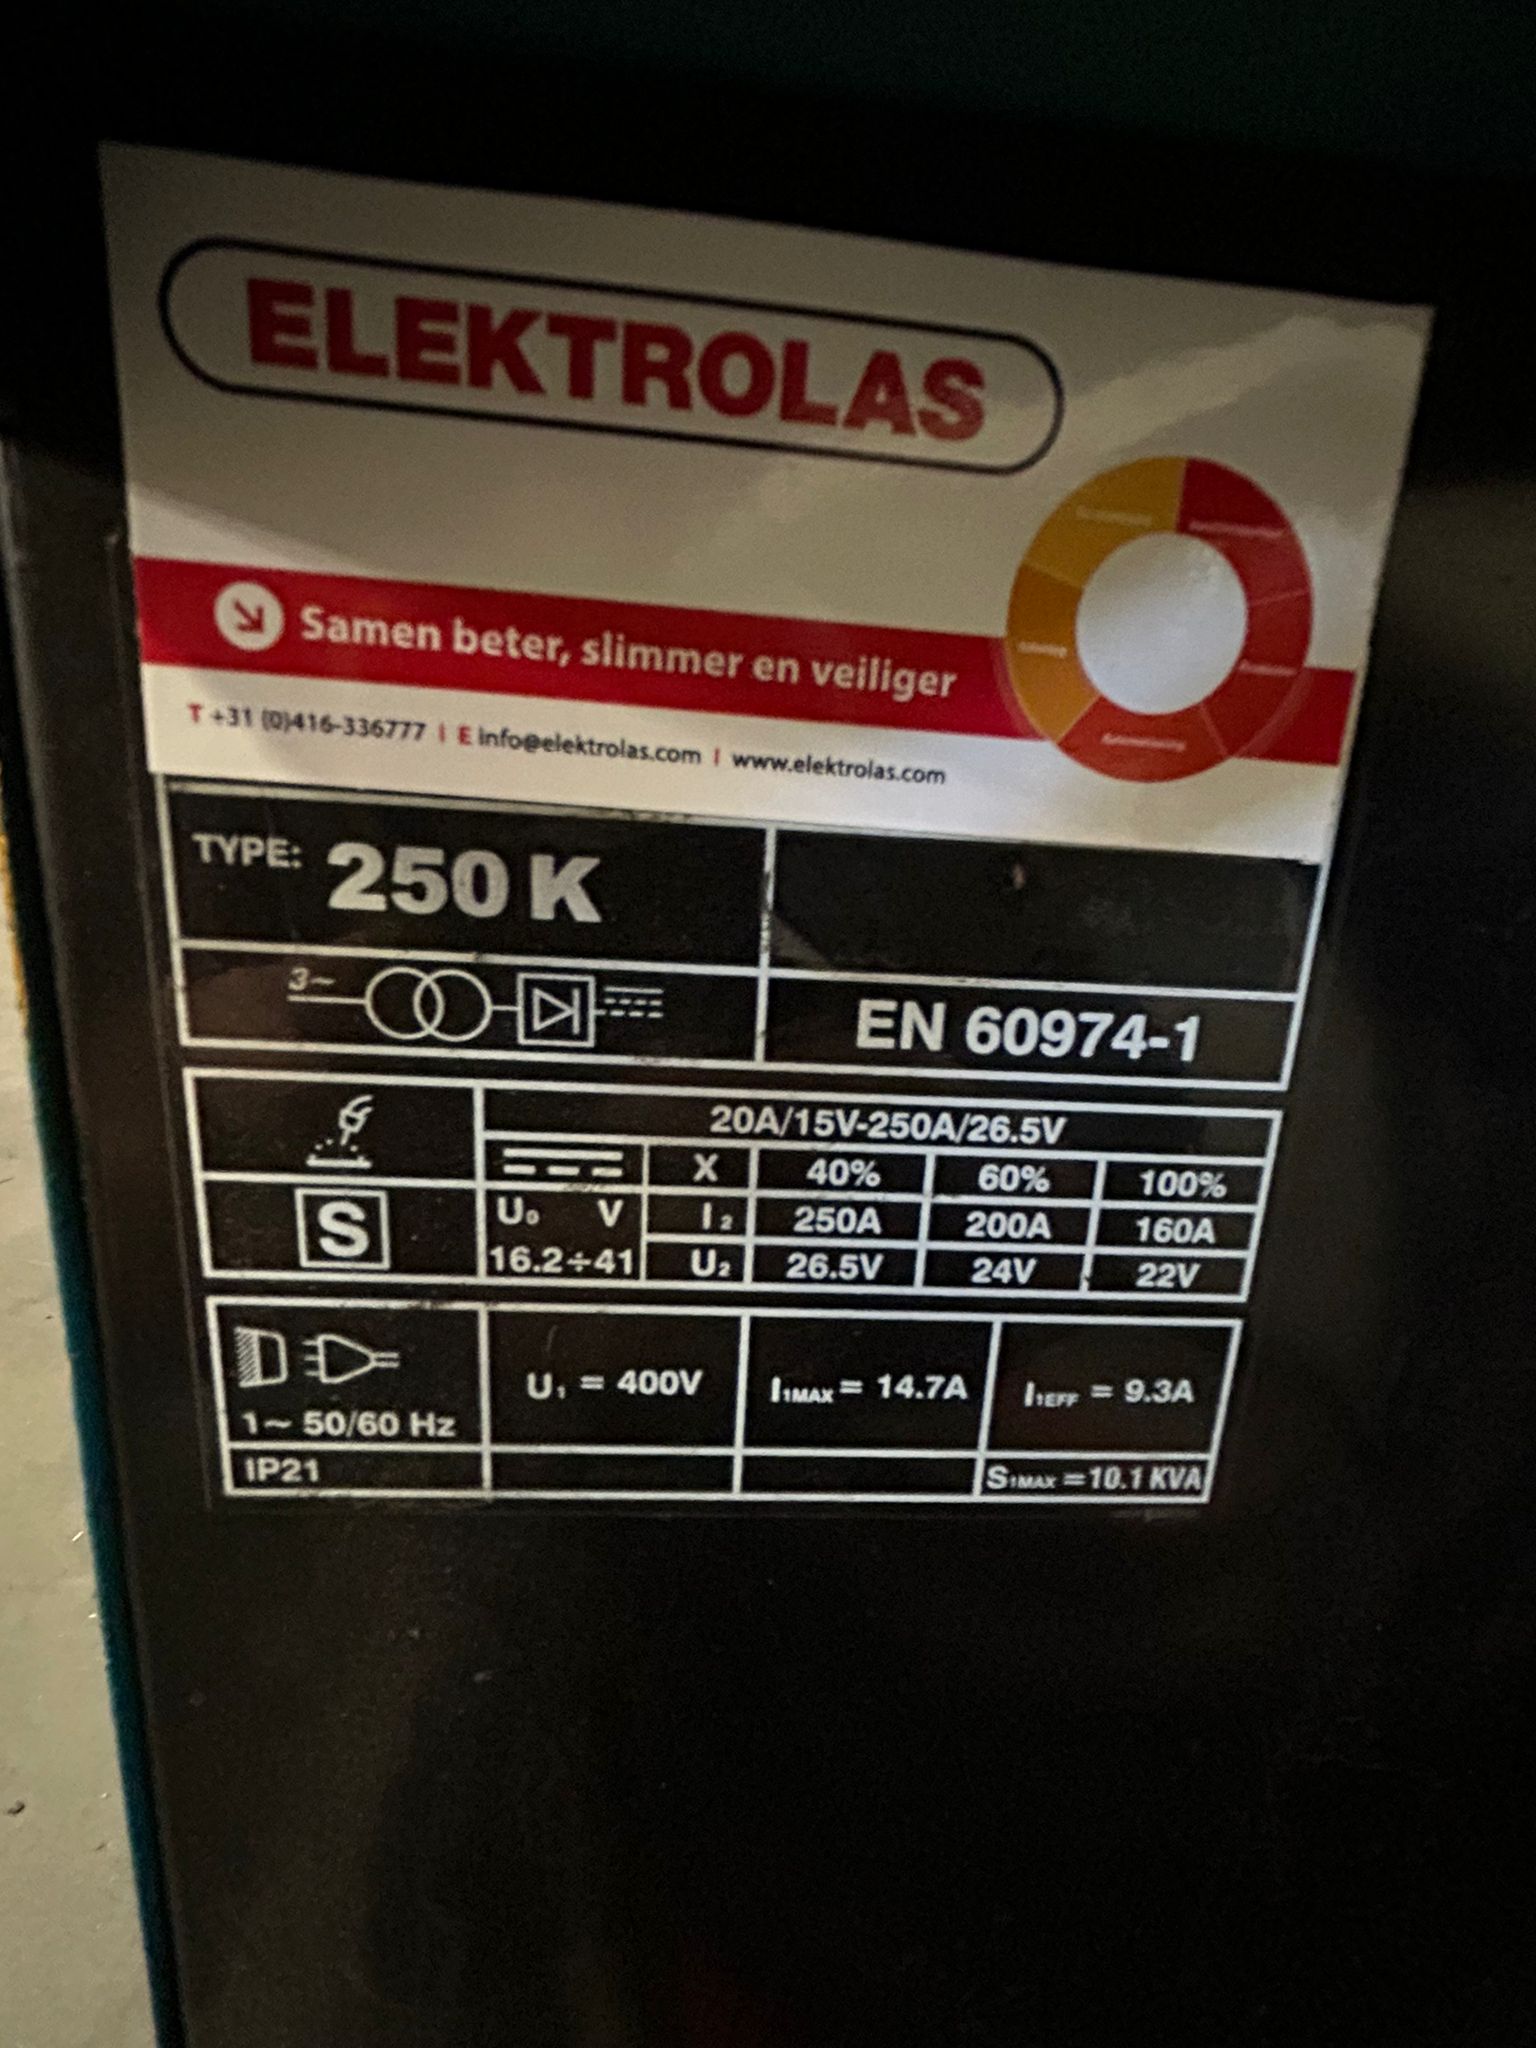 ELEKTROLAS
Samen beter, slimmer en veiliger
T +31 (0)416-336777 | E info@elektrolas.com | www.elektrolas.com
TYPE: 250 K
3~
EN 60974-1
20A/15V-250A/26.5V
X 40% 60% 100%
U₀ V I₂ 250A 200A 160A
16.2÷41 U₂ 26.5V 24V 22V
S
U₁ = 400V I₁MAX = 14.7A I₁EFF = 9.3A
1~ 50/60 Hz
IP21 S₁MAX =10.1 KVA